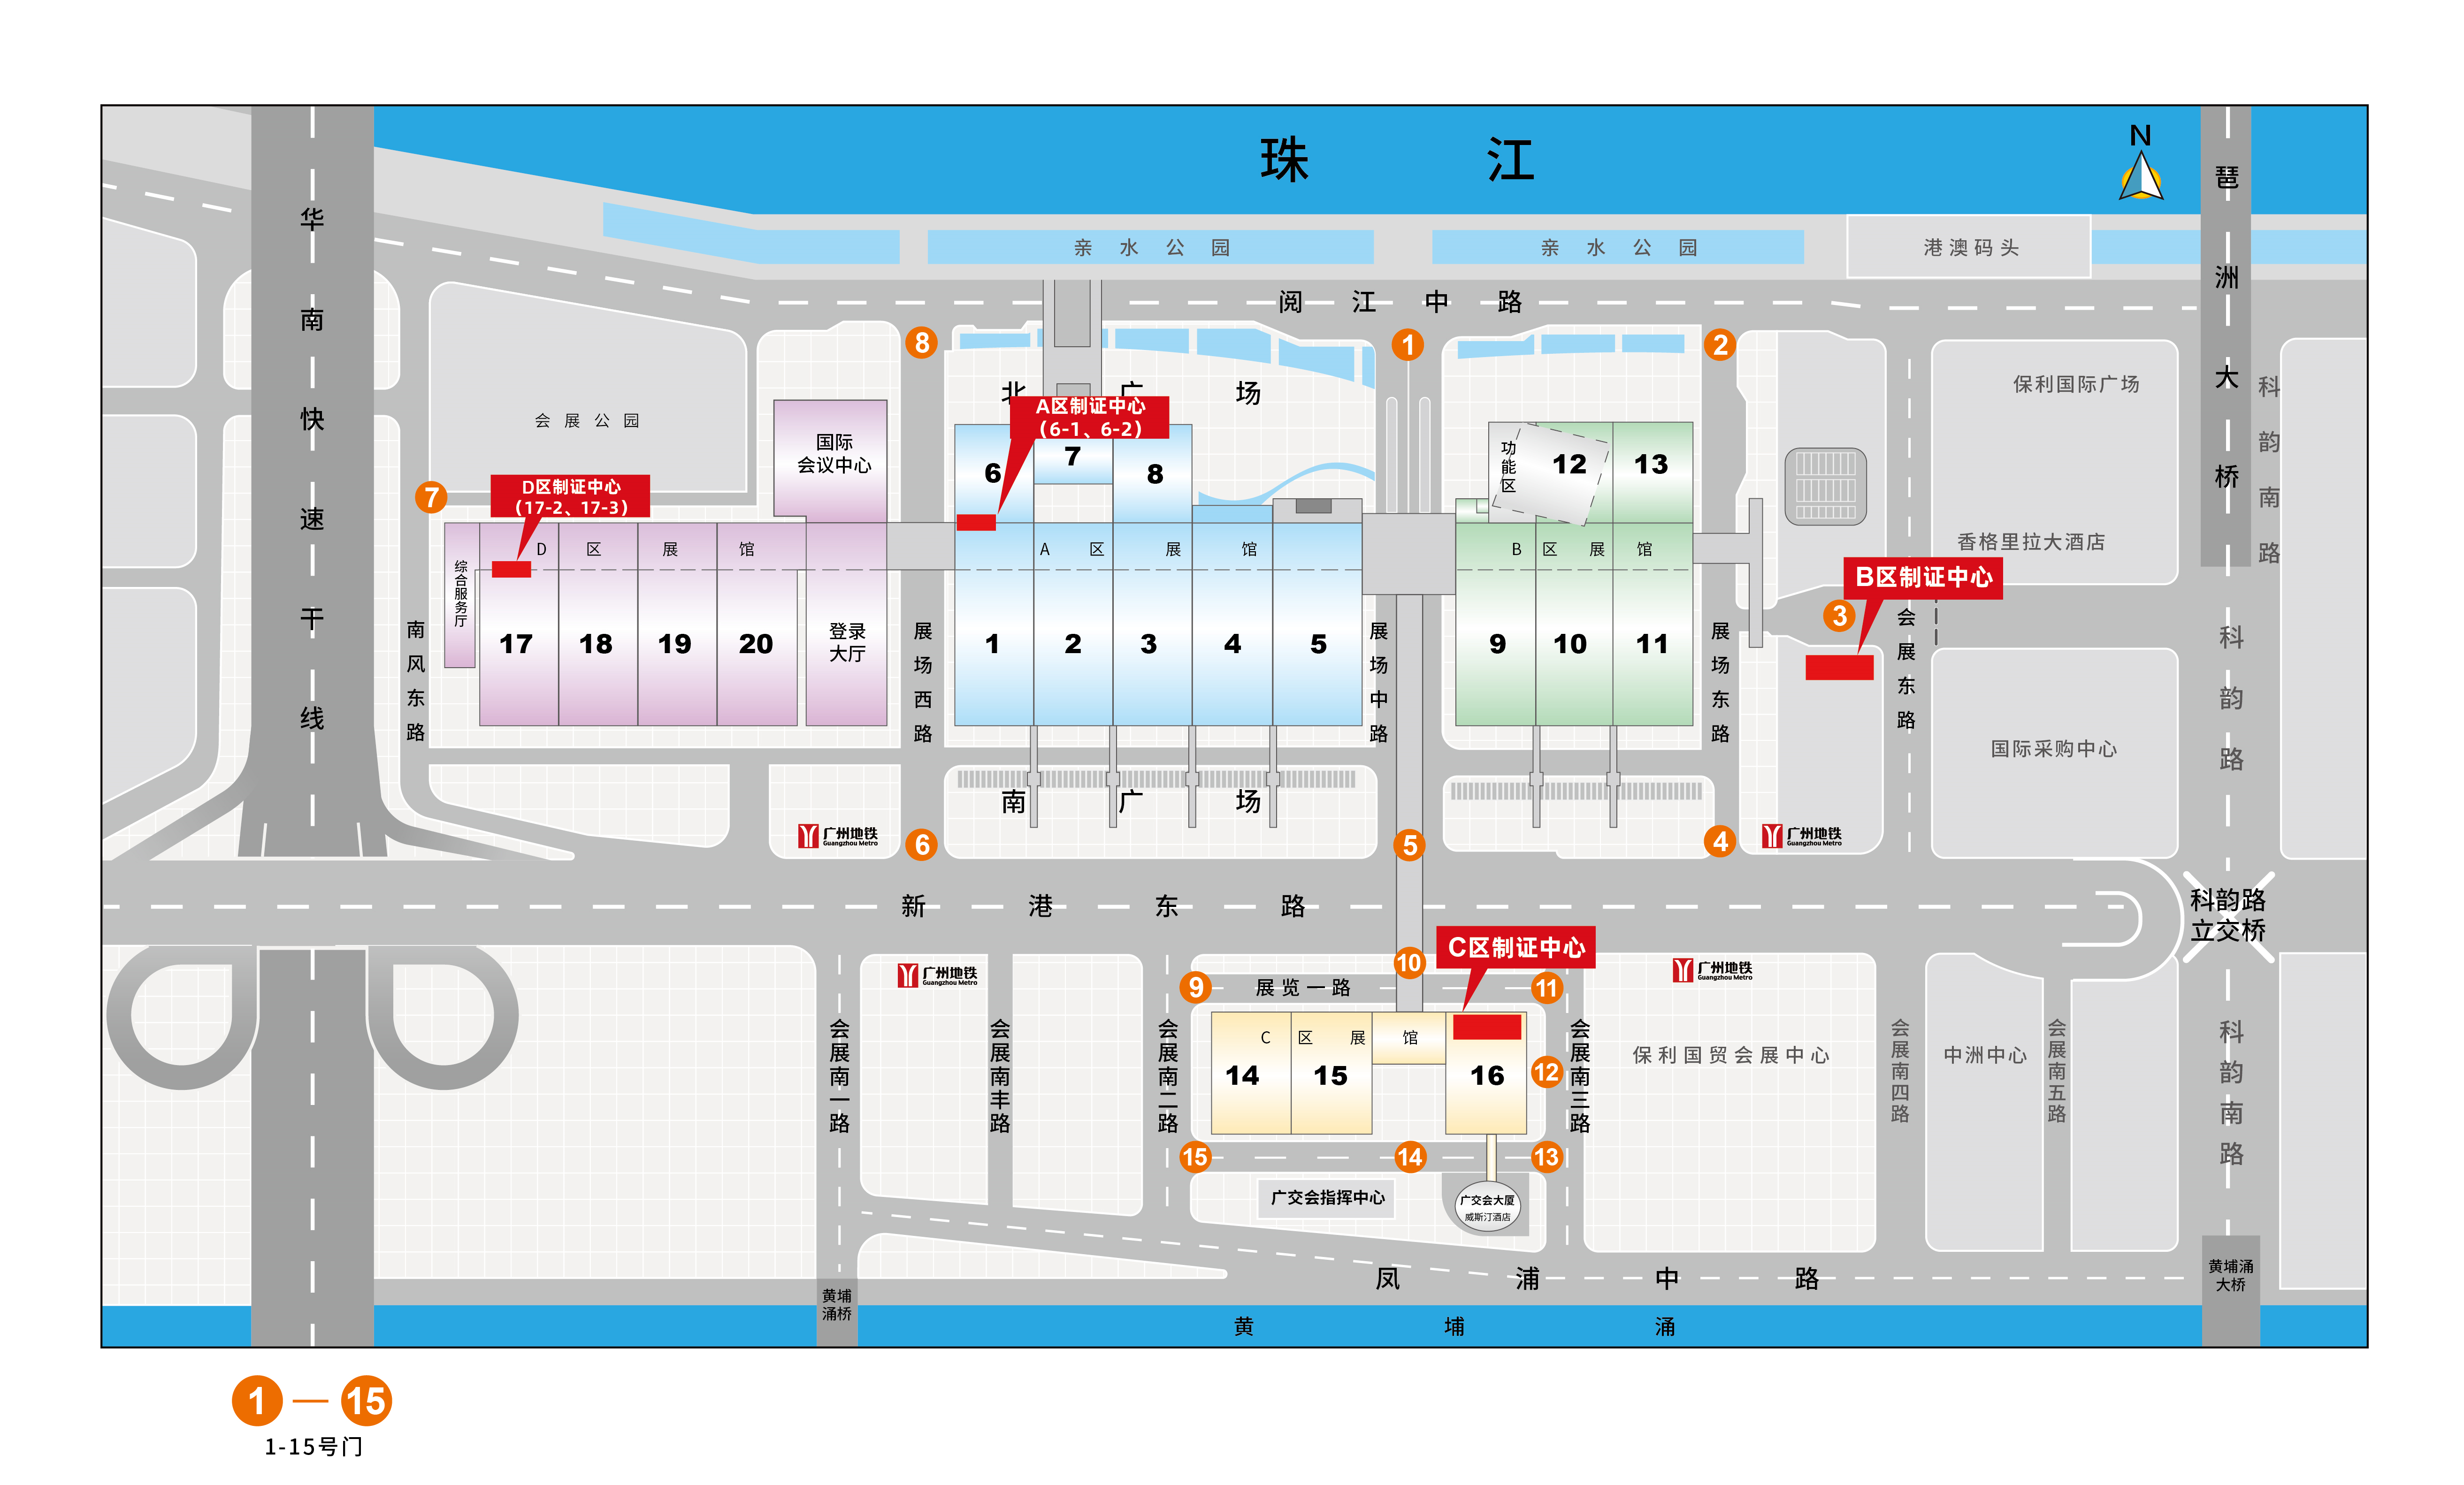 珠 江
N
亲 水 公 园
亲 水 公 园
港澳码头
阅 江 中 路
华南快速干线
琶洲大桥
科韵南路
8
1
2
北 广 场
保利国际广场
会 展 公 园
国际
会议中心
A区制证中心
(6-1、6-2)
6
7
8
功能区
12
13
7
D区制证中心
(17-2、17-3)
香格里拉大酒店
D 区 展 馆
A 区 展 馆
B 区 展 馆
综合服务厅
B区制证中心
3
17
18
19
20
登录
大厅
1
2
3
4
5
9
10
11
南风东路
展场西路
展场中路
展场东路
会展东路
科韵路
国际采购中心
南 广 场
广州地铁
Guangzhou Metro
6
5
4
广州地铁
Guangzhou Metro
新 港 东 路
科韵路
立交桥
C区制证中心
10
广州地铁
Guangzhou Metro
广州地铁
Guangzhou Metro
9
展览一路
11
C 区 展 馆
会展南一路
会展南丰路
会展南二路
14
15
16
12
会展南三路
保利国贸会展中心
会展南四路
中洲中心
会展南五路
科韵南路
15
14
13
广交会指挥中心
广交会大厦
威斯汀酒店
凤 浦 中 路
黄埔
涌桥
黄埔涌
大桥
黄 埔 涌
1 — 15
1-15号门